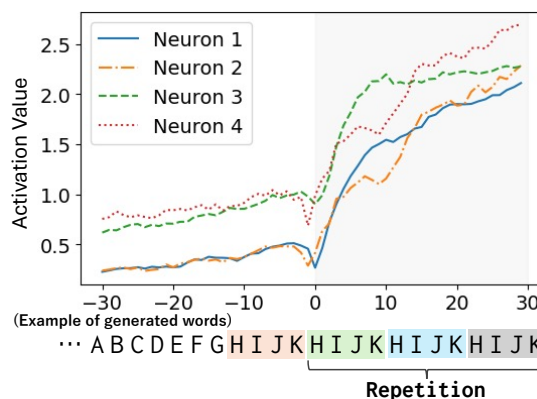 Activation Value
2.5
2.0
1.5
1.0
0.5
Neuron 1
Neuron 2
Neuron 3
Neuron 4
−30 −20 −10 0 10 20 30
(Example of generated words)
··· A B C D E F G H I J K H I J K H I J K H I J K
Repetition